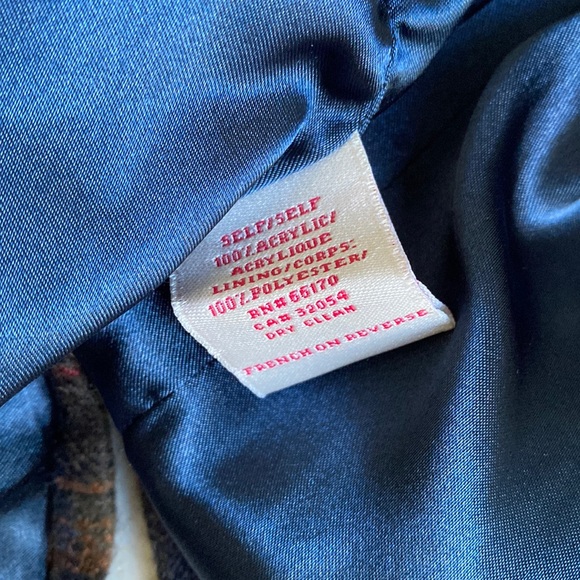 SELF/SELF
100% ACRYLIC/
ACRYLIQUE
LINING/CORPS:
100% POLYESTER/
RN# 66170
CA# 32054
DRY CLEAN
FRENCH ON REVERSE